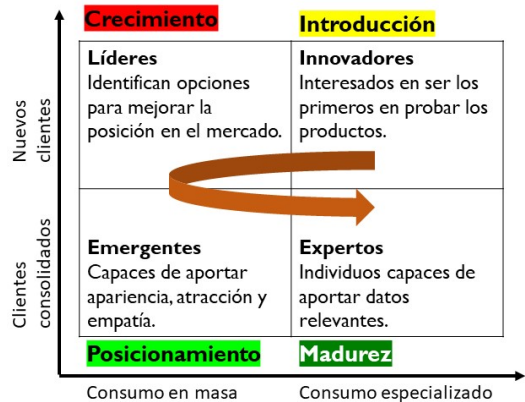 Crecimiento
Introducción
Nuevos
clientes
Líderes
Identifican opciones
para mejorar la
posición en el mercado.
Innovadores
Interesados en ser los
primeros en probar los
productos.
Clientes
consolidados
Emergentes
Capaces de aportar
apariencia, atracción y
empatía.
Expertos
Individuos capaces de
aportar datos
relevantes.
Posicionamiento
Madurez
Consumo en masa
Consumo especializado